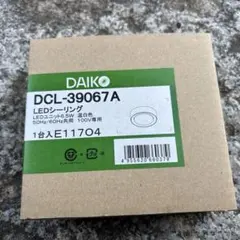 DAIKO
DCL-39067A
LEDシーリング
LEDユニット6.5W 温白色
50Hz/60Hz共用 100V専用
1台入E11704